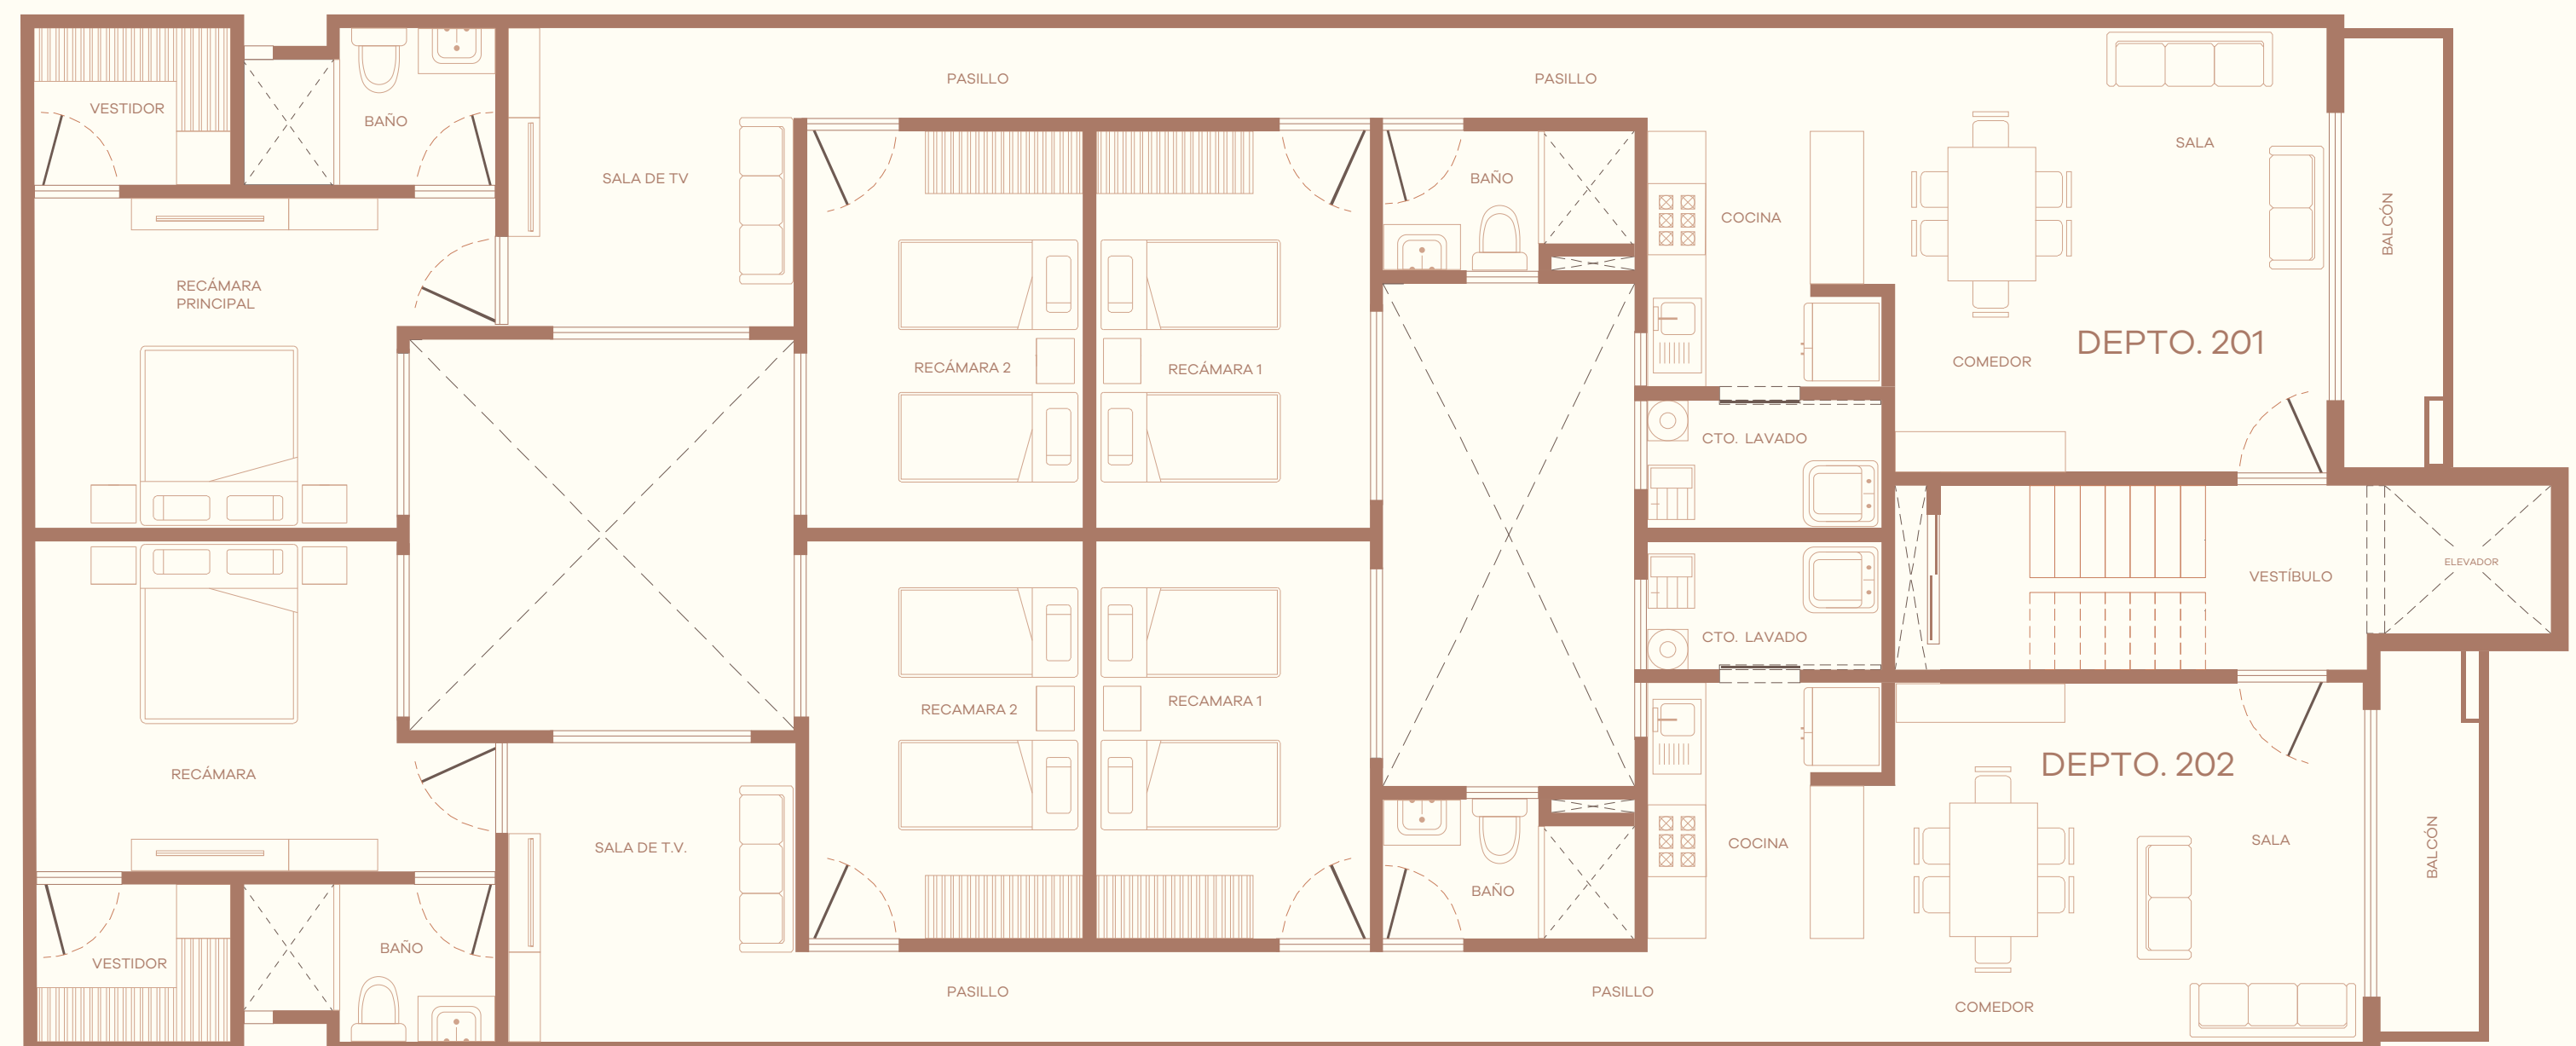 PASILLO
PASILLO
VESTIDOR
BAÑO
SALA DE TV
BAÑO
COCINA
SALA
BALCÓN
RECÁMARA
PRINCIPAL
RECÁMARA 2
RECÁMARA 1
COMEDOR
DEPTO. 201
CTO. LAVADO
VESTÍBULO
ELEVADOR
CTO. LAVADO
RECAMARA 2
RECAMARA 1
DEPTO. 202
RECÁMARA
SALA DE T.V.
COCINA
SALA
BALCÓN
BAÑO
VESTIDOR
BAÑO
PASILLO
PASILLO
COMEDOR